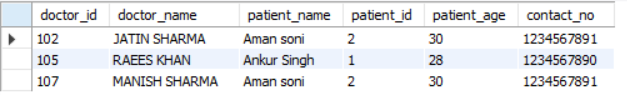 doctor_id doctor_name patient_name patient_id patient_age contact_no
102 JATIN SHARMA Aman soni 2 30 1234567891
105 RAEES KHAN Ankur Singh 1 28 1234567890
107 MANISH SHARMA Aman soni 2 30 1234567891